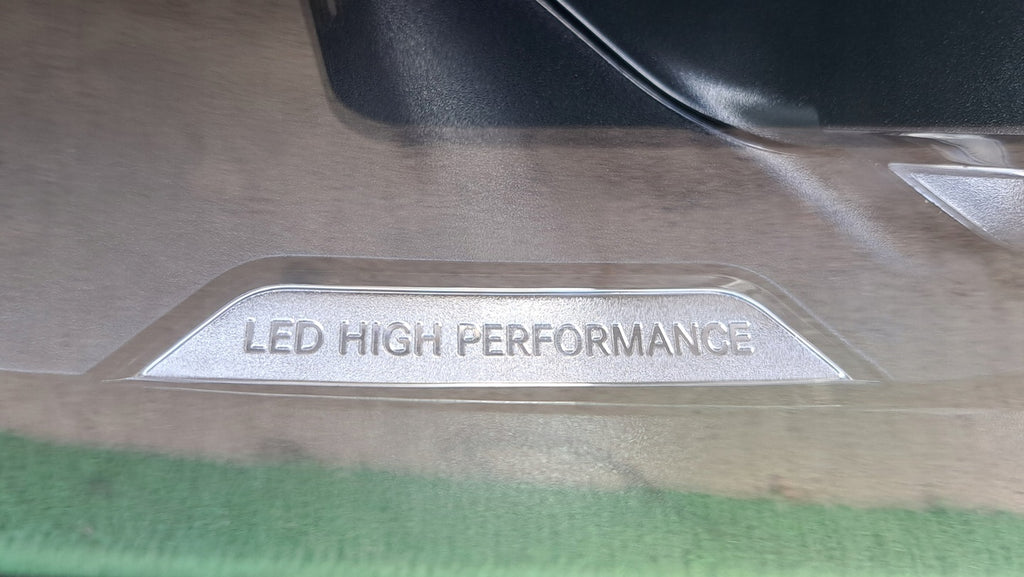 LED HIGH PERFORMANCE